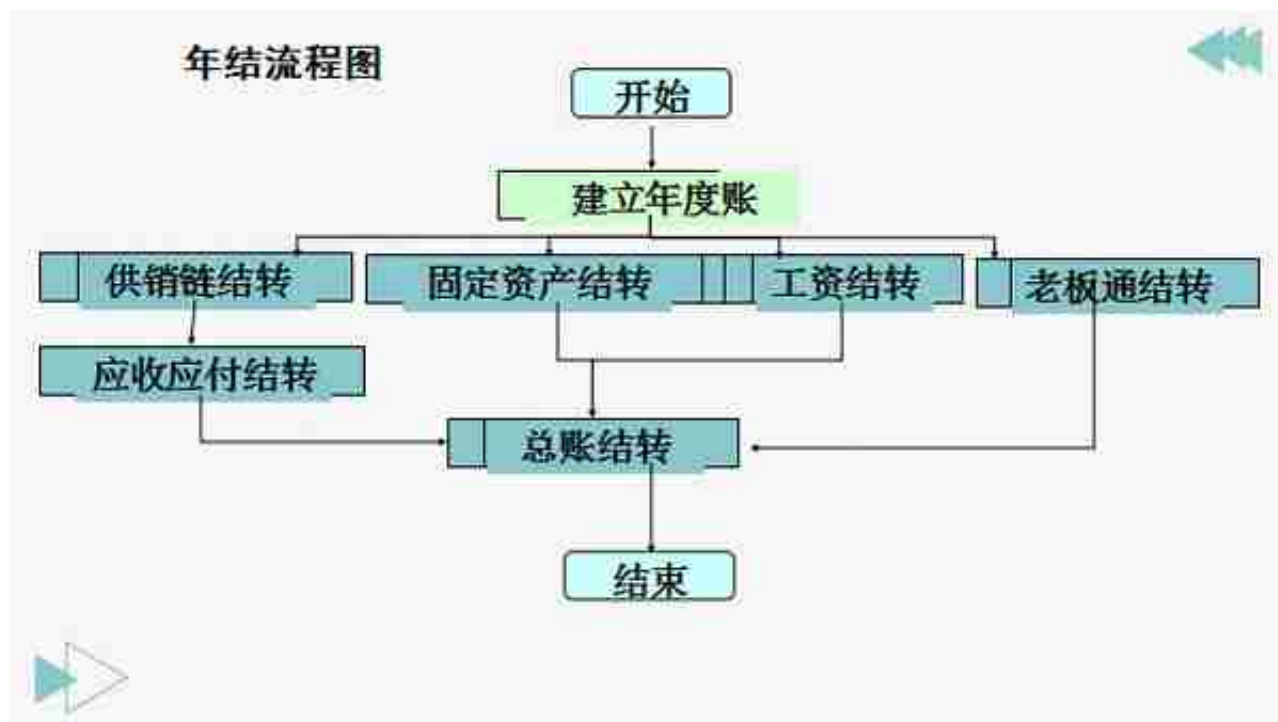 年结流程图
开始
建立年度账
供销链结转
固定资产结转
工资结转
老板通结转
应收应付结转
总账结转
结束